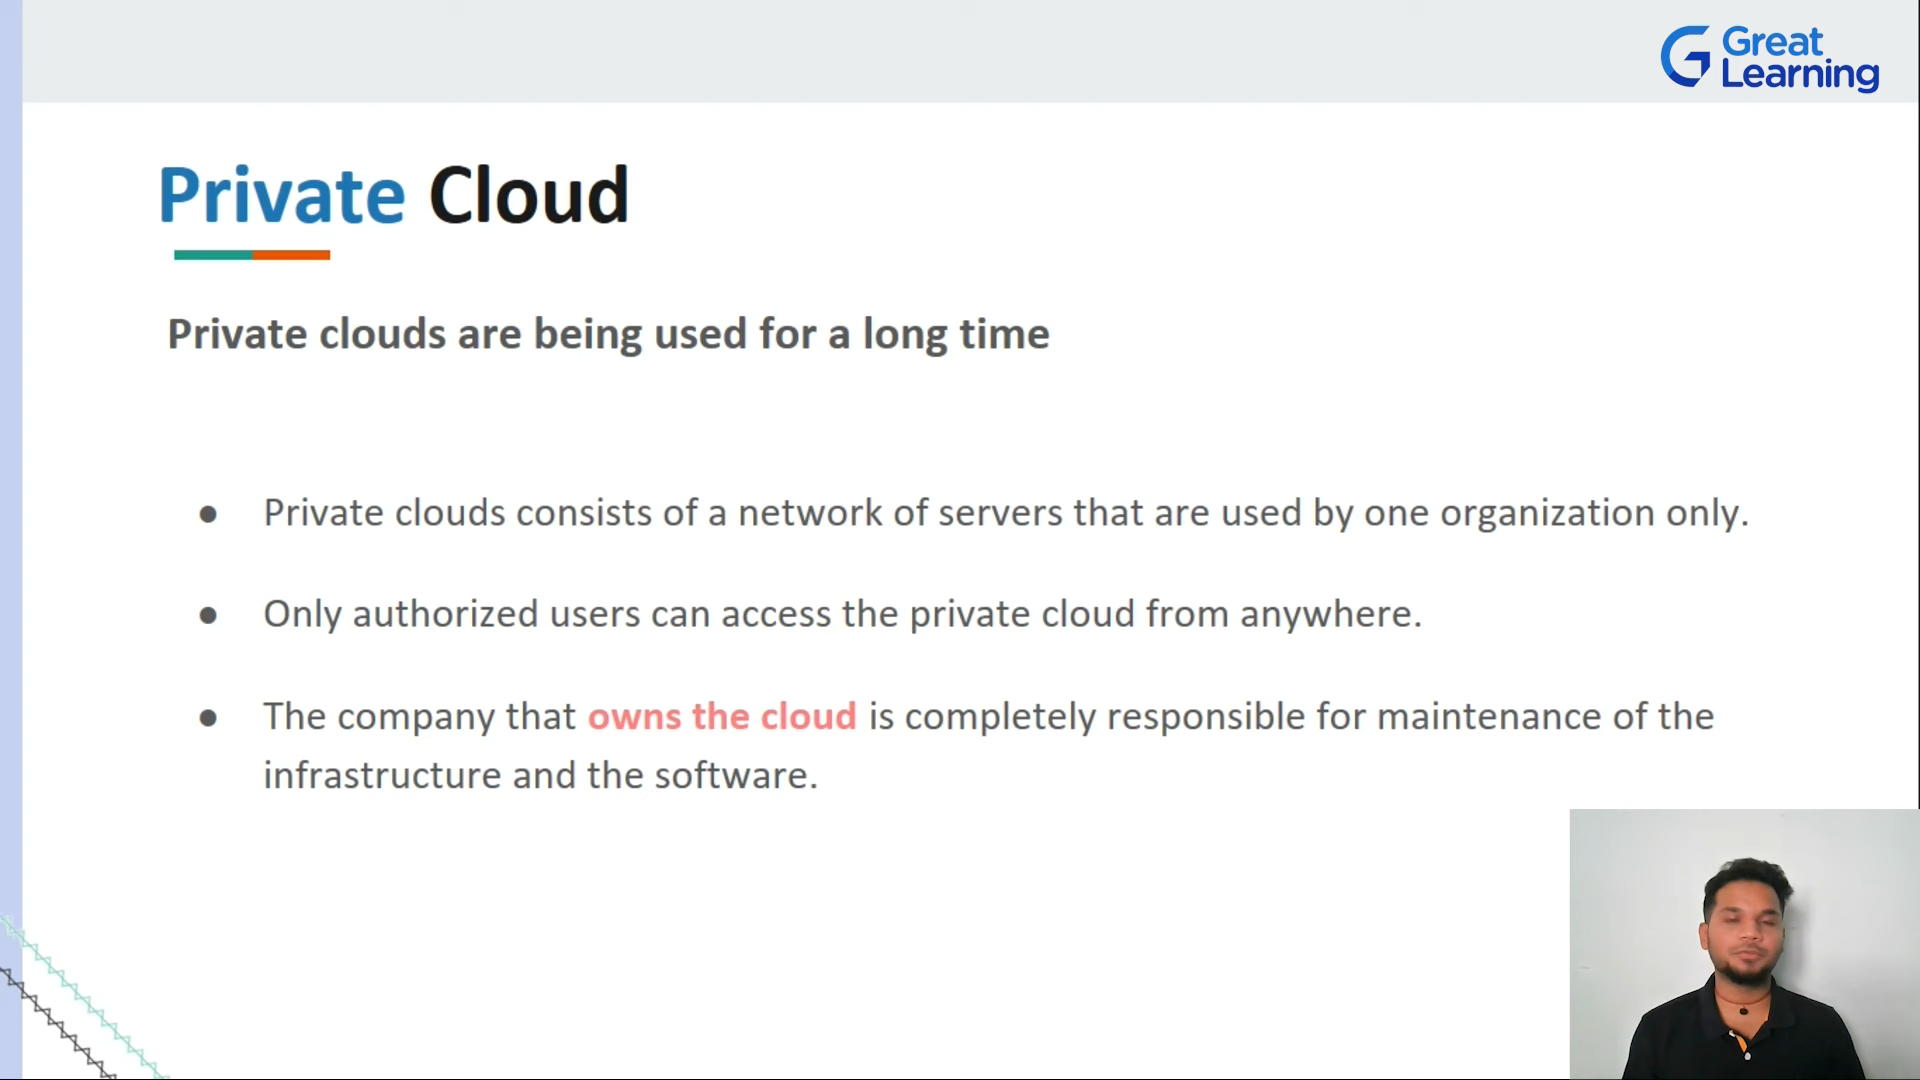 Great
Learning
Private Cloud
Private clouds are being used for a long time
● Private clouds consists of a network of servers that are used by one organization only.
● Only authorized users can access the private cloud from anywhere.
● The company that owns the cloud is completely responsible for maintenance of the
infrastructure and the software.